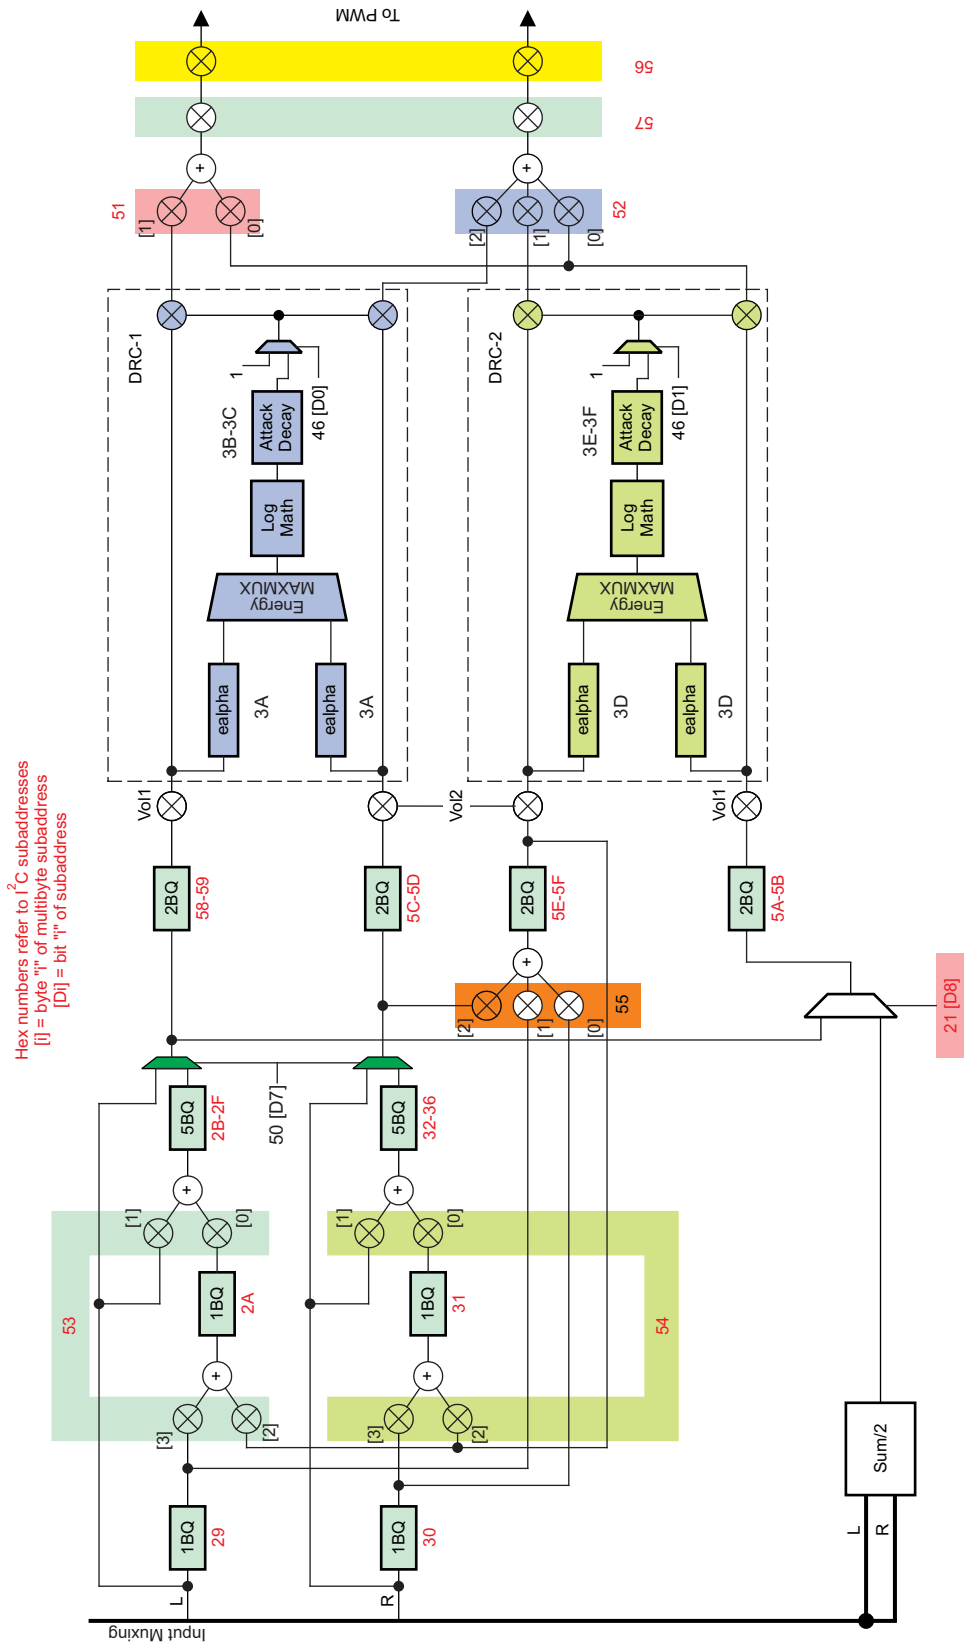 Hex numbers refer to I²C subaddresses
[i] = byte "i" of multibyte subaddress
[Di] = bit "i" of subaddress
Input Muxing
L
R
1BQ
29
1BQ
30
53
[3]
[2]
1BQ
2A
[1]
[0]
+
+
5BQ
2B-2F
54
[3]
[2]
1BQ
31
[1]
[0]
+
+
5BQ
32-36
50 [D7]
L
R
Sum/2
21 [D8]
[2]
[1]
[0]
55
+
2BQ
58-59
2BQ
5C-5D
2BQ
5E-5F
2BQ
5A-5B
Vol1
Vol2
Vol1
DRC-1
ealpha
3A
ealpha
3A
Energy
MAXMUX
Log
Math
3B-3C
Attack
Decay
1
46 [D0]
DRC-2
ealpha
3D
ealpha
3D
Energy
MAXMUX
Log
Math
3E-3F
Attack
Decay
1
46 [D1]
51
[1]
[0]
+
[2]
[1]
[0]
52
+
57
56
To PWM